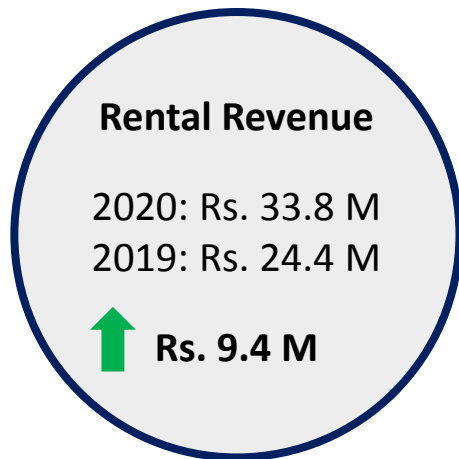 Rental Revenue
2020: Rs. 33.8 M
2019: Rs. 24.4 M
Rs. 9.4 M